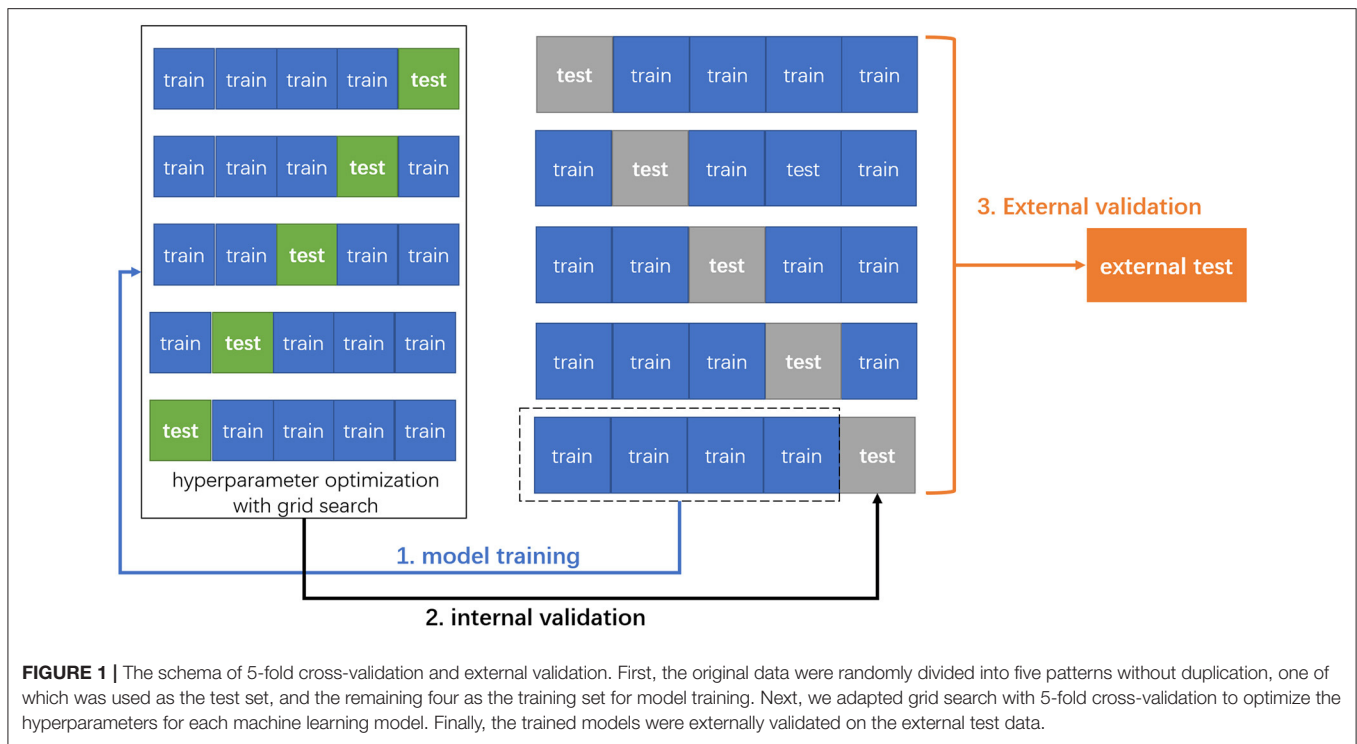 train train train train test
train train train test train
train train test train train
train test train train train
test train train train train
hyperparameter optimization
with grid search
test train train train train
train test train test train
train train test train train
train train train test train
train train train train test
3. External validation
external test
1. model training
2. internal validation
FIGURE 1 | The schema of 5-fold cross-validation and external validation. First, the original data were randomly divided into five patterns without duplication, one of
which was used as the test set, and the remaining four as the training set for model training. Next, we adapted grid search with 5-fold cross-validation to optimize the
hyperparameters for each machine learning model. Finally, the trained models were externally validated on the external test data.